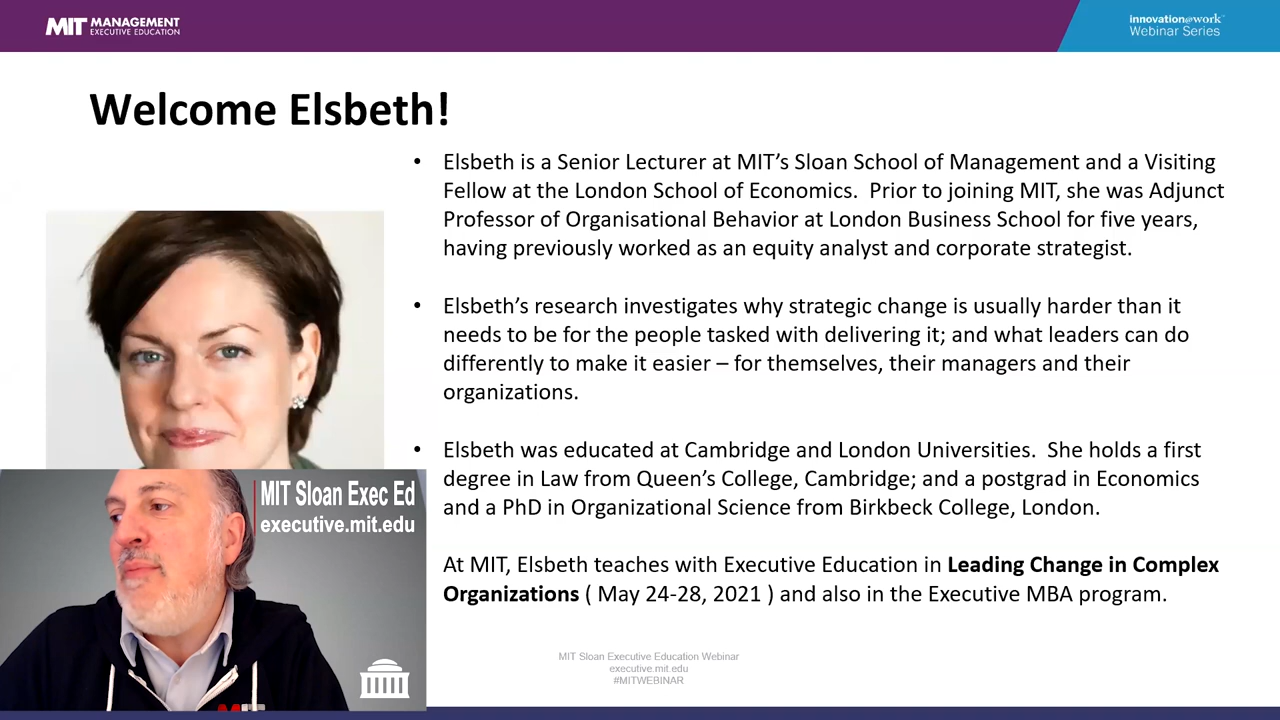 MIT MANAGEMENT
EXECUTIVE EDUCATION
innovation@work™
Webinar Series
Welcome Elsbeth!
• Elsbeth is a Senior Lecturer at MIT’s Sloan School of Management and a Visiting
Fellow at the London School of Economics.  Prior to joining MIT, she was Adjunct
Professor of Organisational Behavior at London Business School for five years,
having previously worked as an equity analyst and corporate strategist.
• Elsbeth’s research investigates why strategic change is usually harder than it
needs to be for the people tasked with delivering it; and what leaders can do
differently to make it easier – for themselves, their managers and their
organizations.
• Elsbeth was educated at Cambridge and London Universities.  She holds a first
degree in Law from Queen’s College, Cambridge; and a postgrad in Economics
and a PhD in Organizational Science from Birkbeck College, London.
At MIT, Elsbeth teaches with Executive Education in Leading Change in Complex
Organizations ( May 24-28, 2021 ) and also in the Executive MBA program.
MIT Sloan Exec Ed
executive.mit.edu
MIT Sloan Executive Education Webinar
executive.mit.edu
#MITWEBINAR